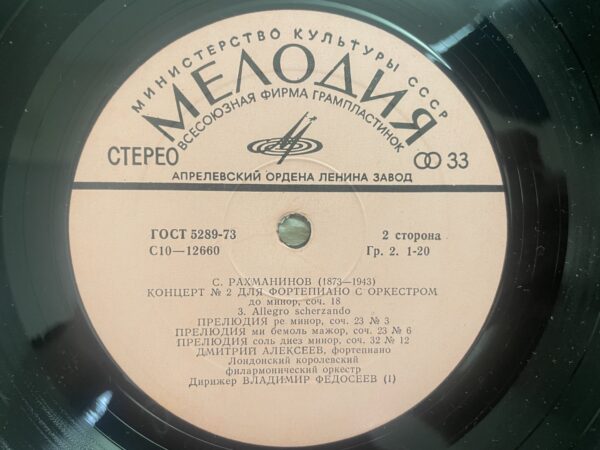 МИНИСТЕРСТВО КУЛЬТУРЫ СССР
МЕЛОДИЯ
ВСЕСОЮЗНАЯ ФИРМА ГРАМПЛАСТИНОК
СТЕРЕО 33
АПРЕЛЕВСКИЙ ОРДЕНА ЛЕНИНА ЗАВОД
ГОСТ 5289-73 2 сторона
С10—12660 Гр. 2. 1-20
С. РАХМАНИНОВ (1873—1943)
КОНЦЕРТ № 2 ДЛЯ ФОРТЕПИАНО С ОРКЕСТРОМ
до минор, соч. 18
3. Allegro scherzando
ПРЕЛЮДИЯ ре минор, соч. 23 № 3
ПРЕЛЮДИЯ ми бемоль мажор, соч. 23 № 6
ПРЕЛЮДИЯ соль диез минор, соч. 32 № 12
ДМИТРИЙ АЛЕКСЕЕВ, фортепиано
Лондонский королевский
филармонический оркестр
Дирижер ВЛАДИМИР ФЕДОСЕЕВ (1)